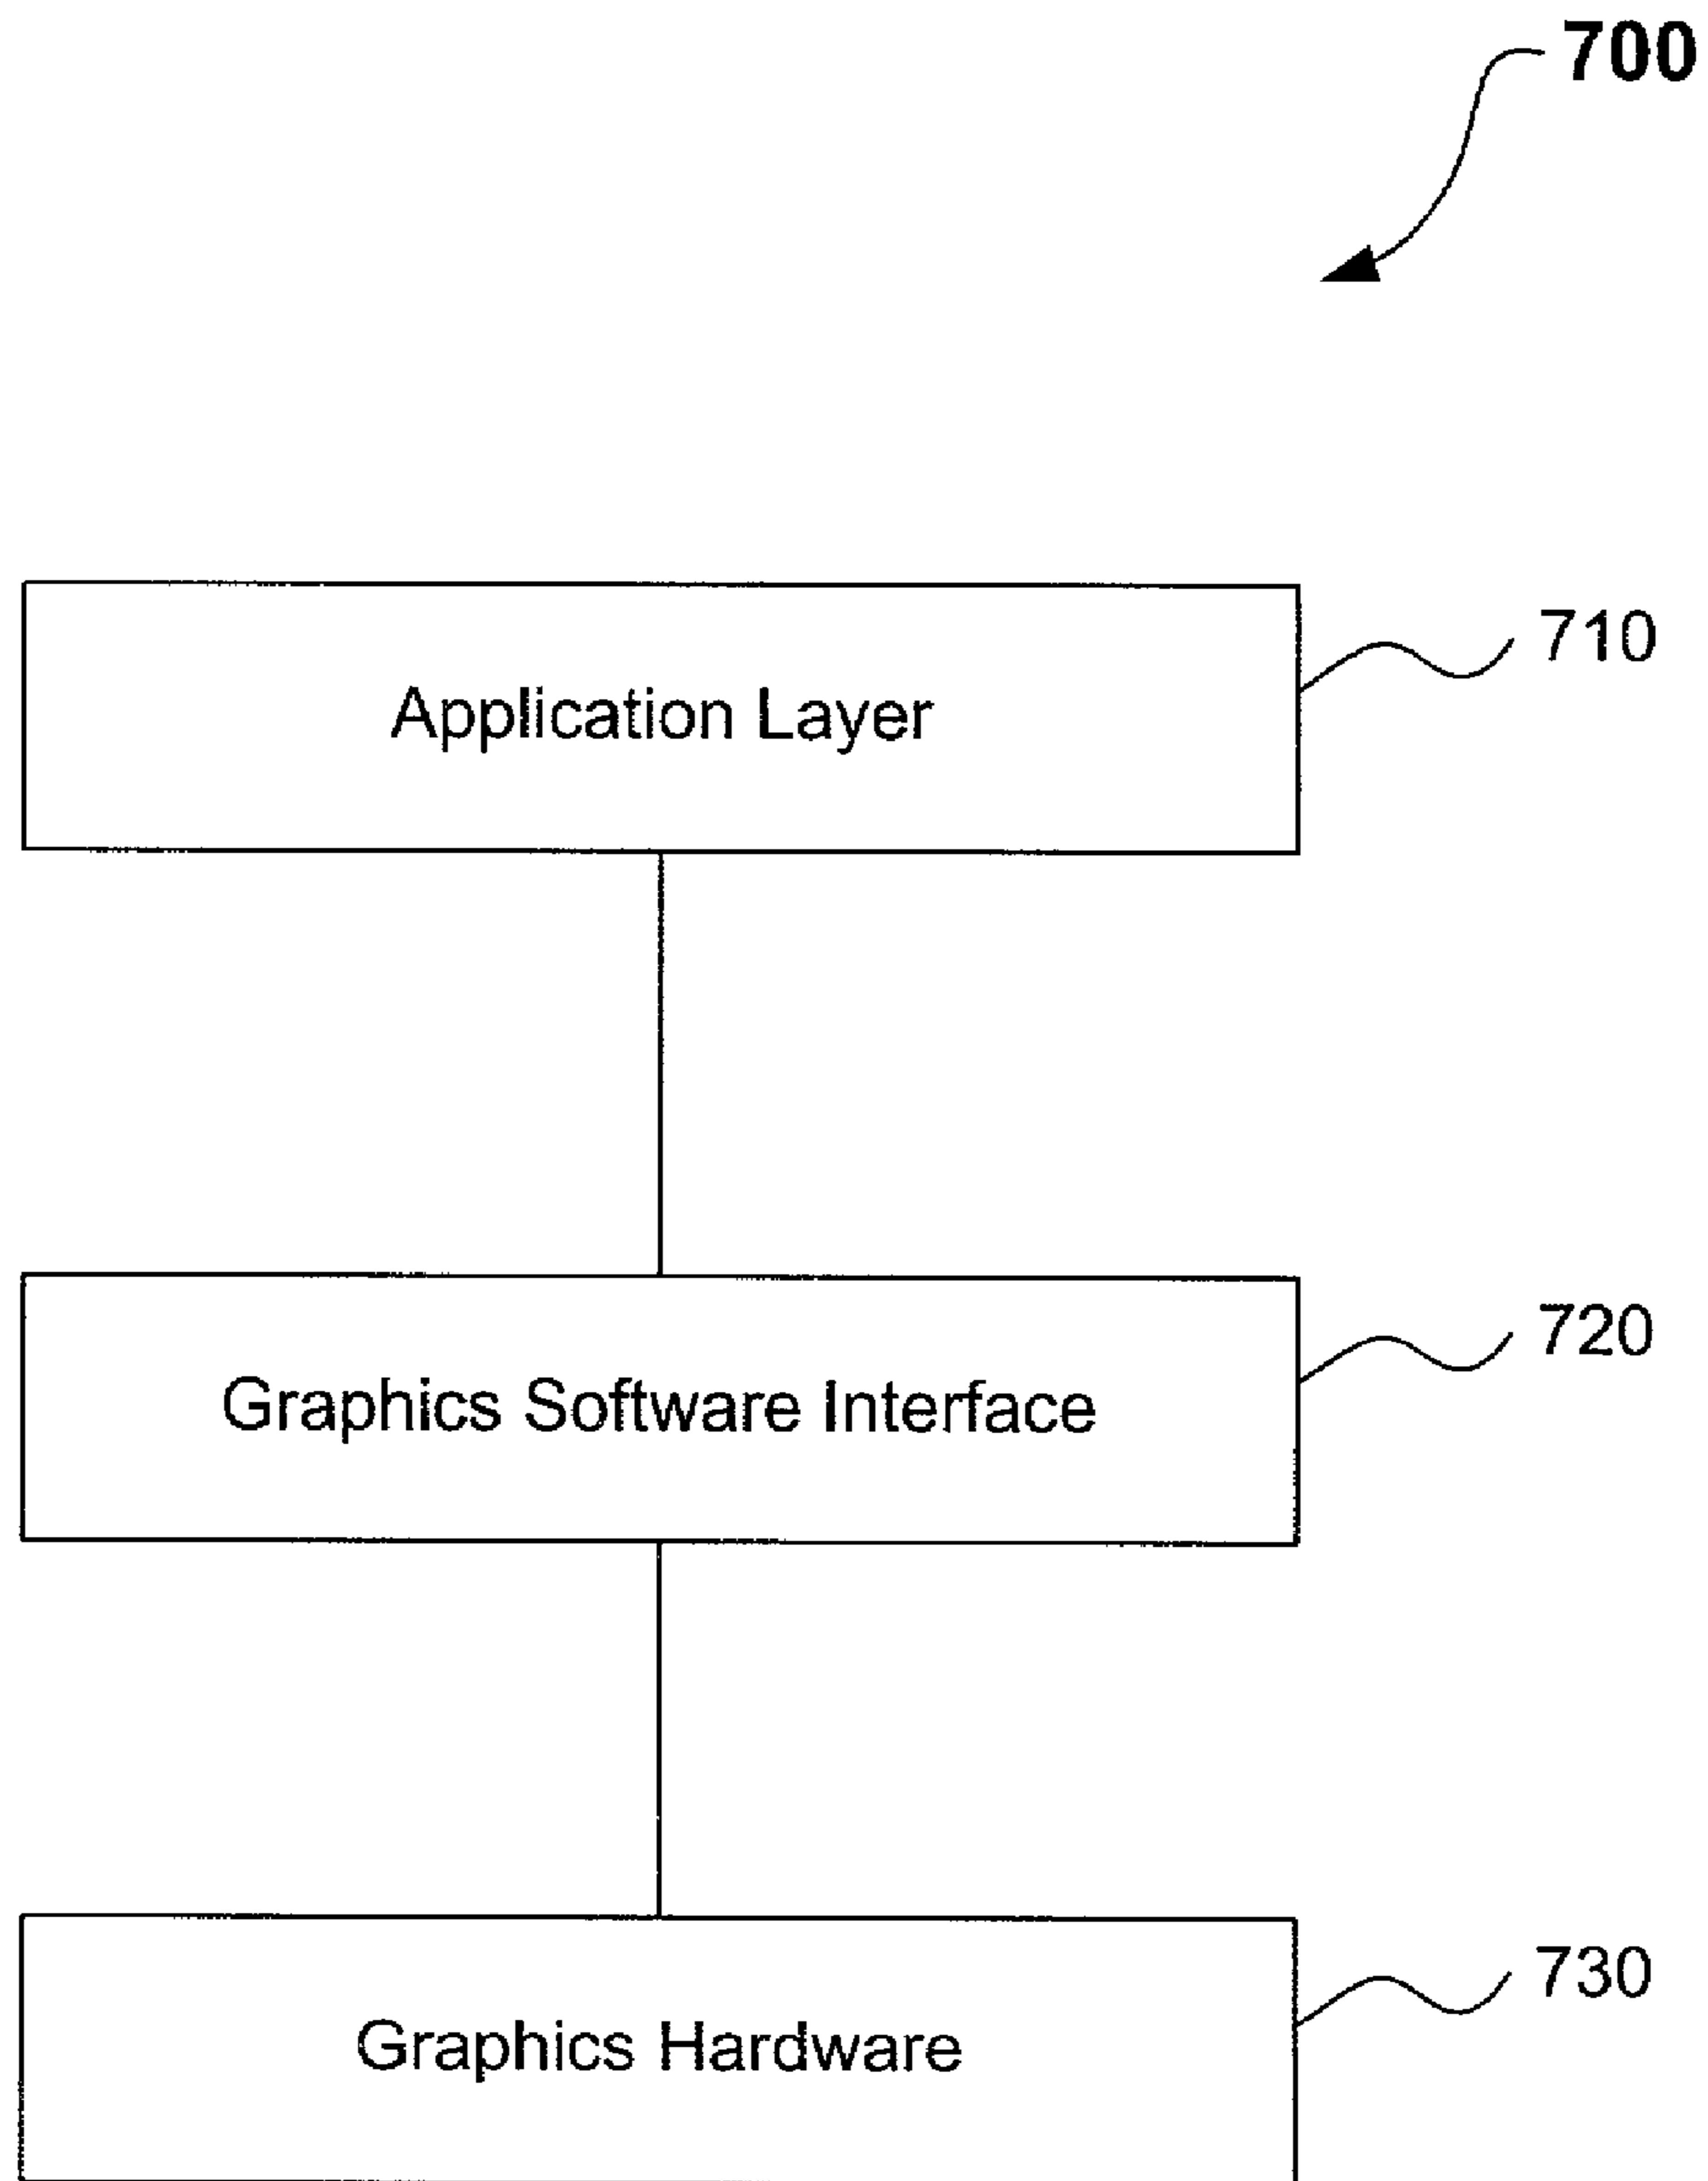 700
710
Application Layer
720
Graphics Software Interface
730
Graphics Hardware